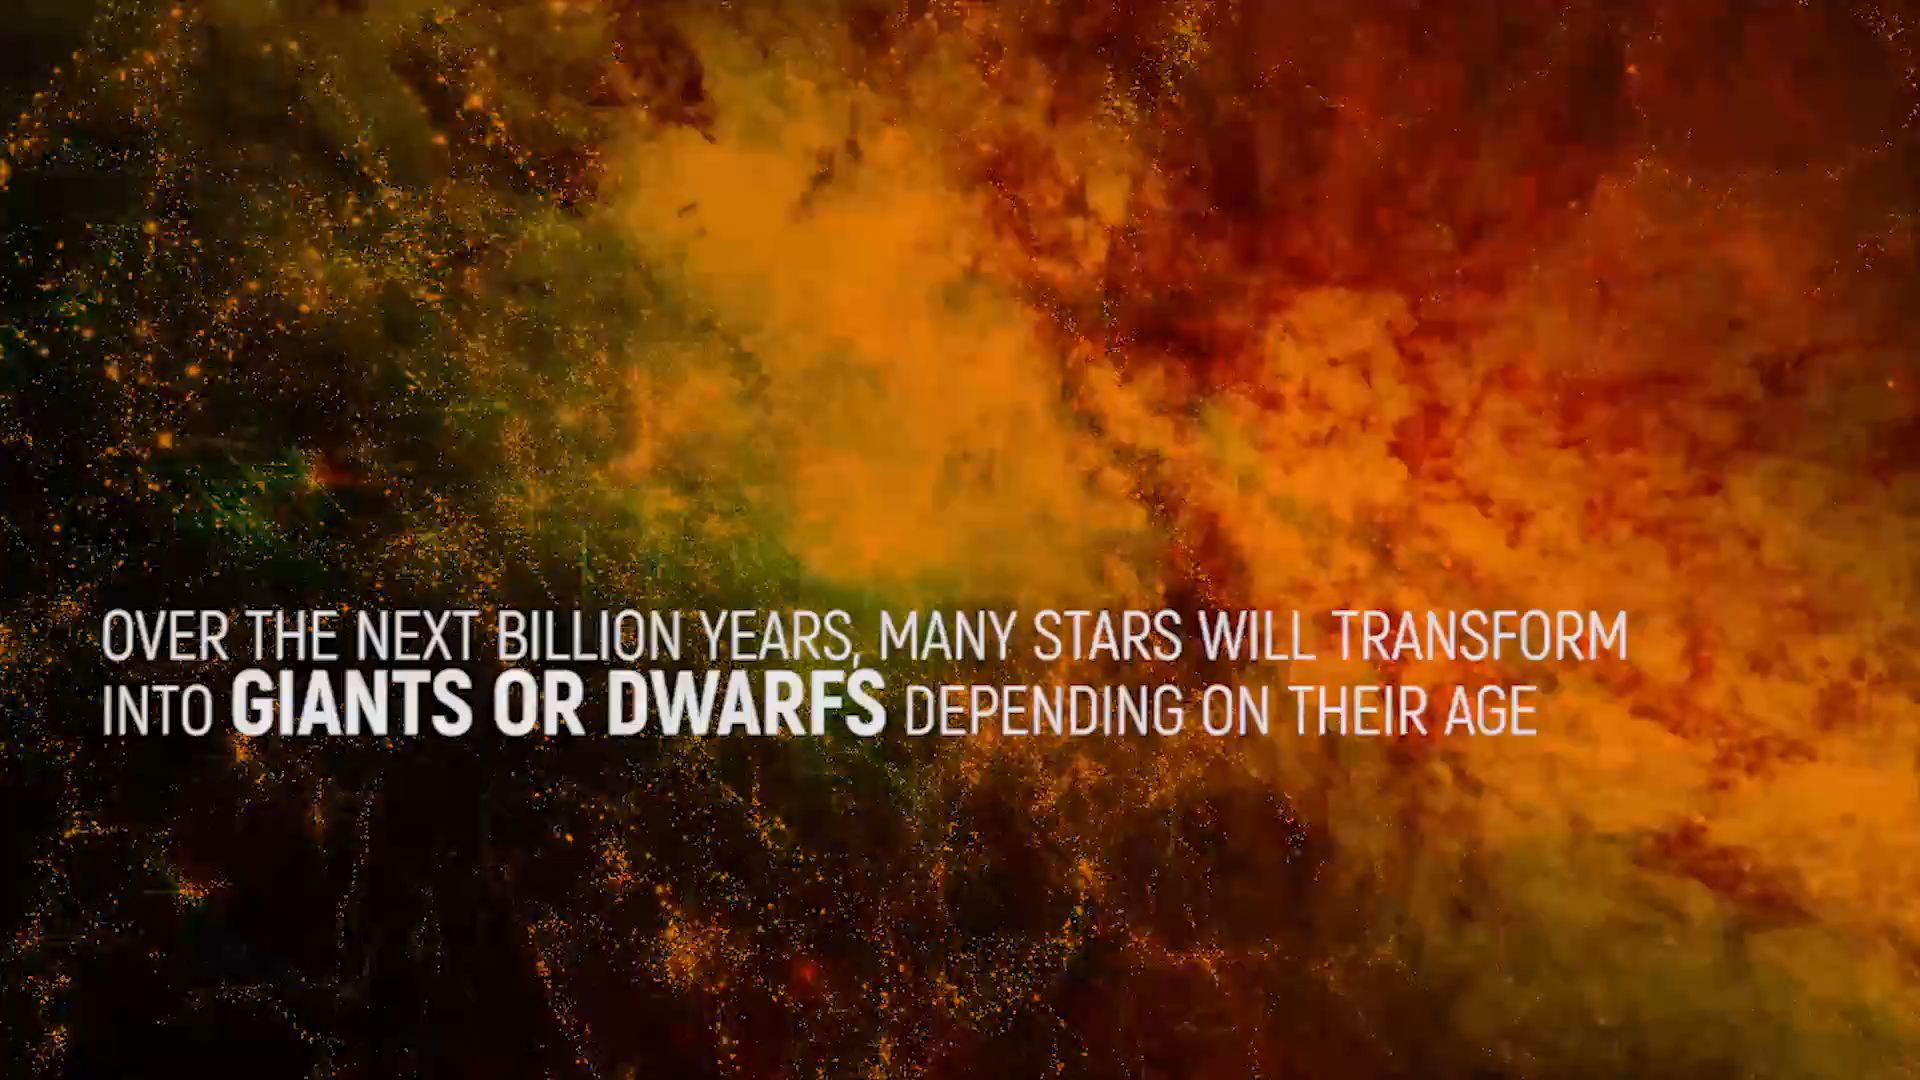 OVER THE NEXT BILLION YEARS, MANY STARS WILL TRANSFORM
INTO GIANTS OR DWARFS DEPENDING ON THEIR AGE